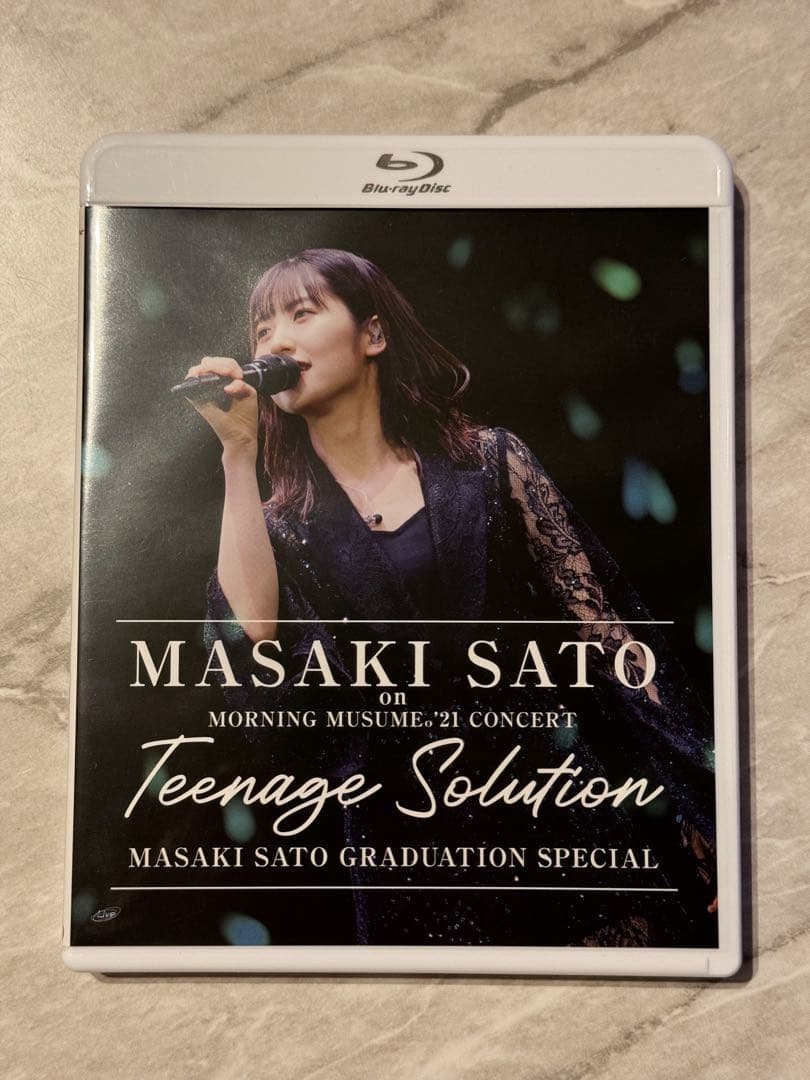 Blu-ray Disc
MASAKI SATO
on
MORNING MUSUME。'21 CONCERT
Teenage Solution
MASAKI SATO GRADUATION SPECIAL